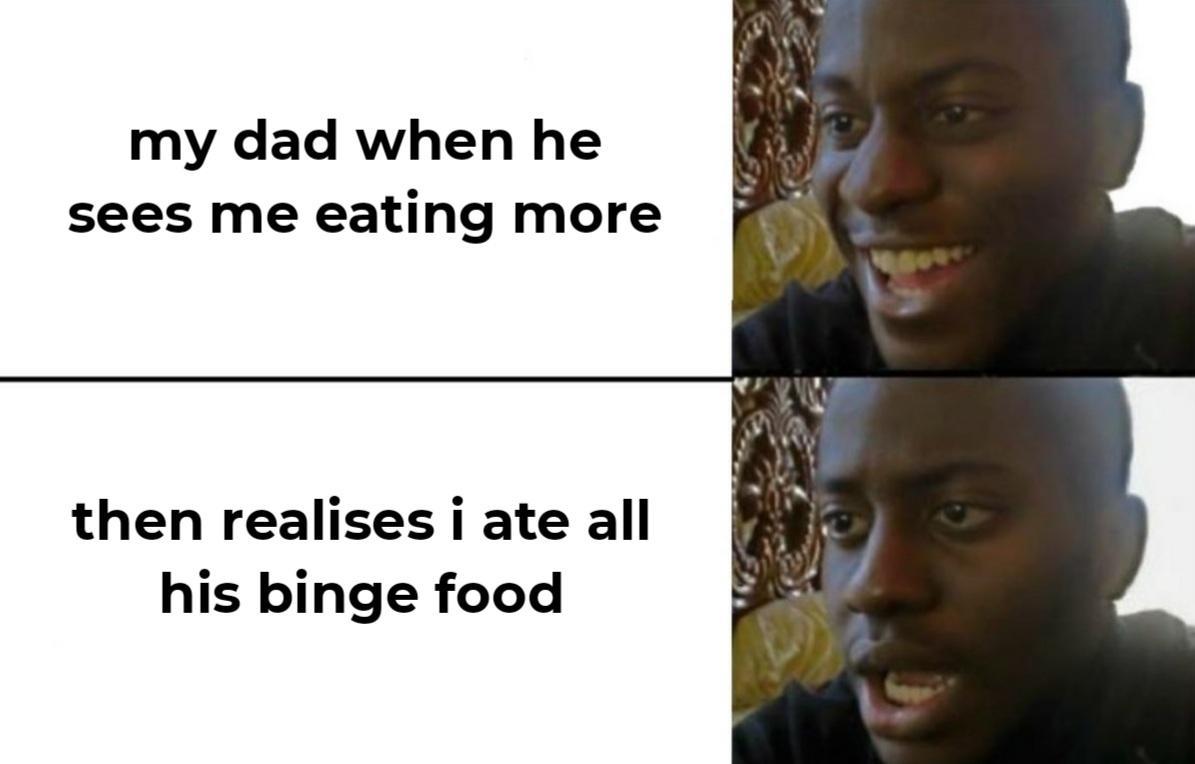 my dad when he
sees me eating more
then realises i ate all
his binge food